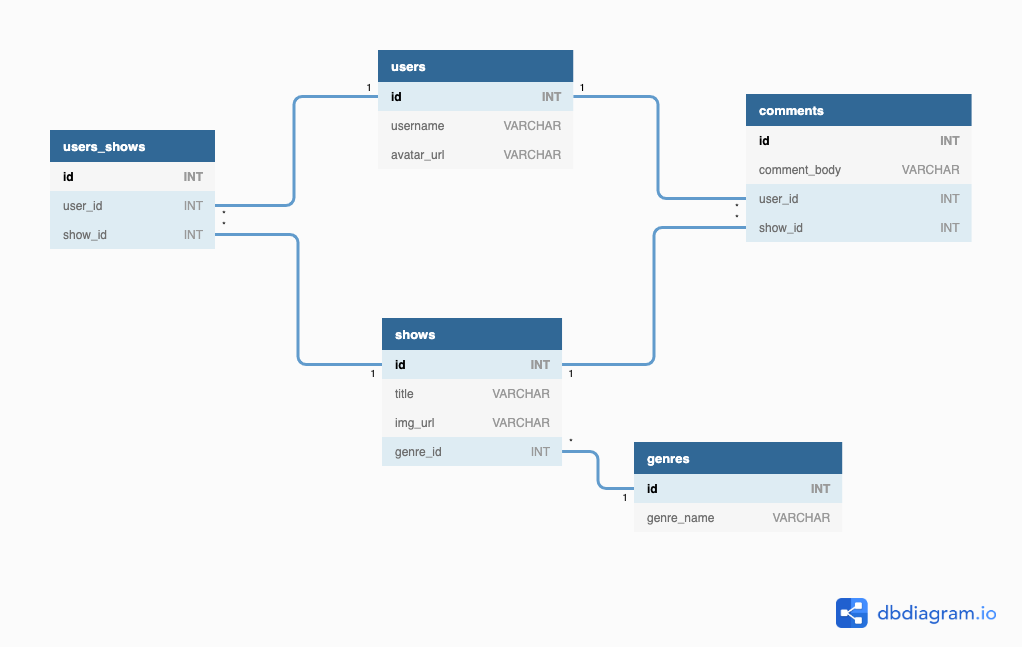 users
1
id INT
1
username VARCHAR
avatar_url VARCHAR
users_shows
id INT
user_id INT
*
show_id INT
*
comments
id INT
comment_body VARCHAR
user_id INT
*
show_id INT
*
shows
id INT
1
1
title VARCHAR
img_url VARCHAR
genre_id INT
*
genres
id INT
1
genre_name VARCHAR
dbdiagram.io